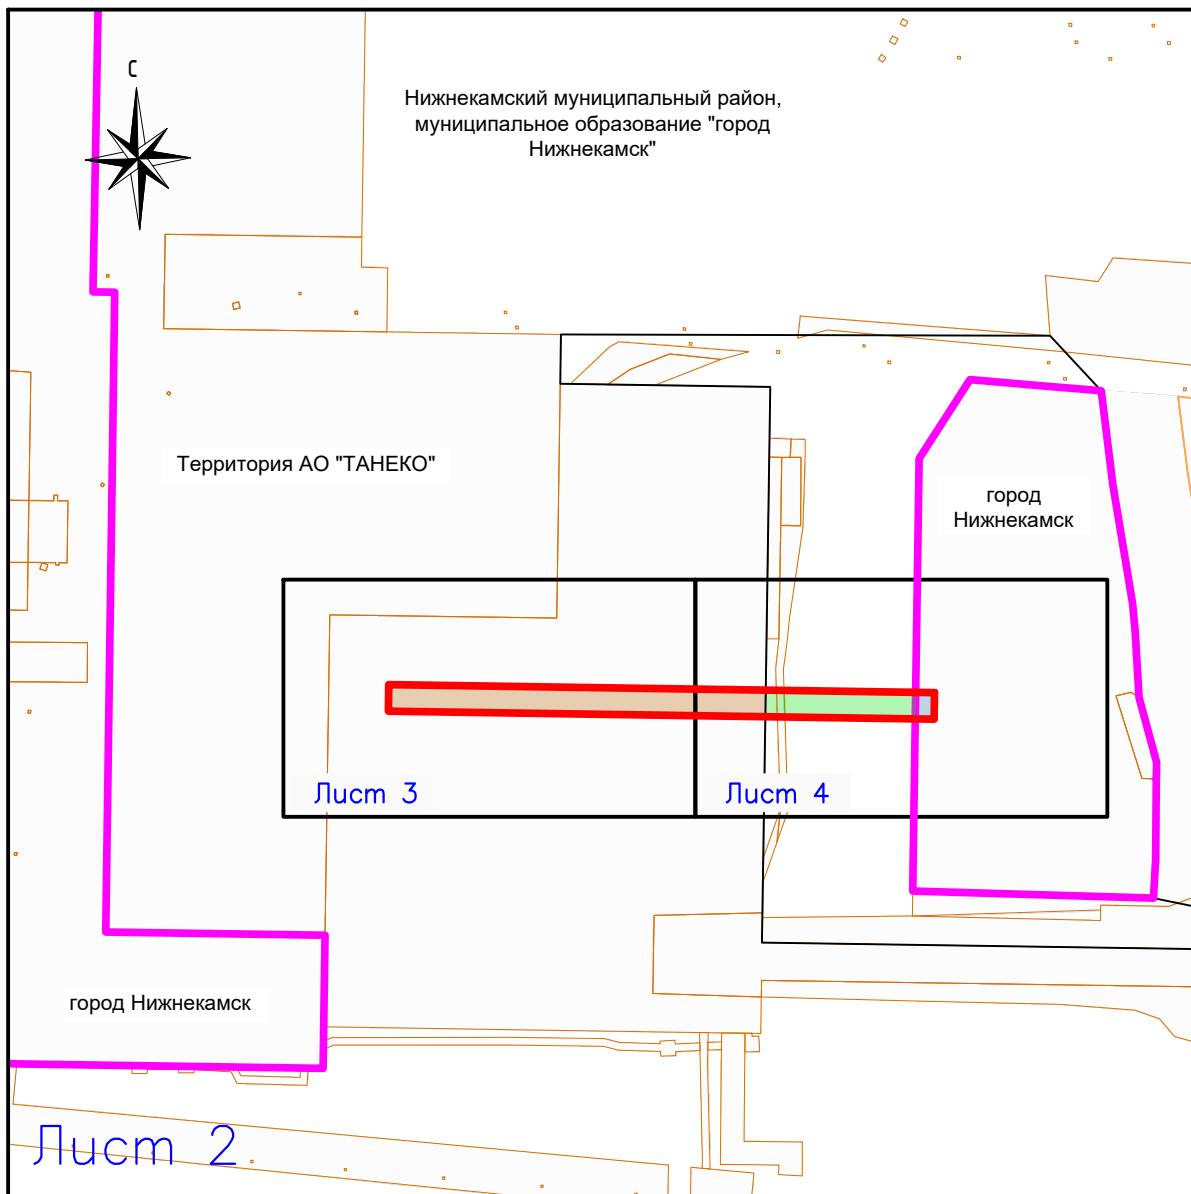 С
Нижнекамский муниципальный район,
муниципальное образование "город
Нижнекамск"
Территория АО "ТАНЕКО"
город
Нижнекамск
Лист 3
Лист 4
город Нижнекамск
Лист 2